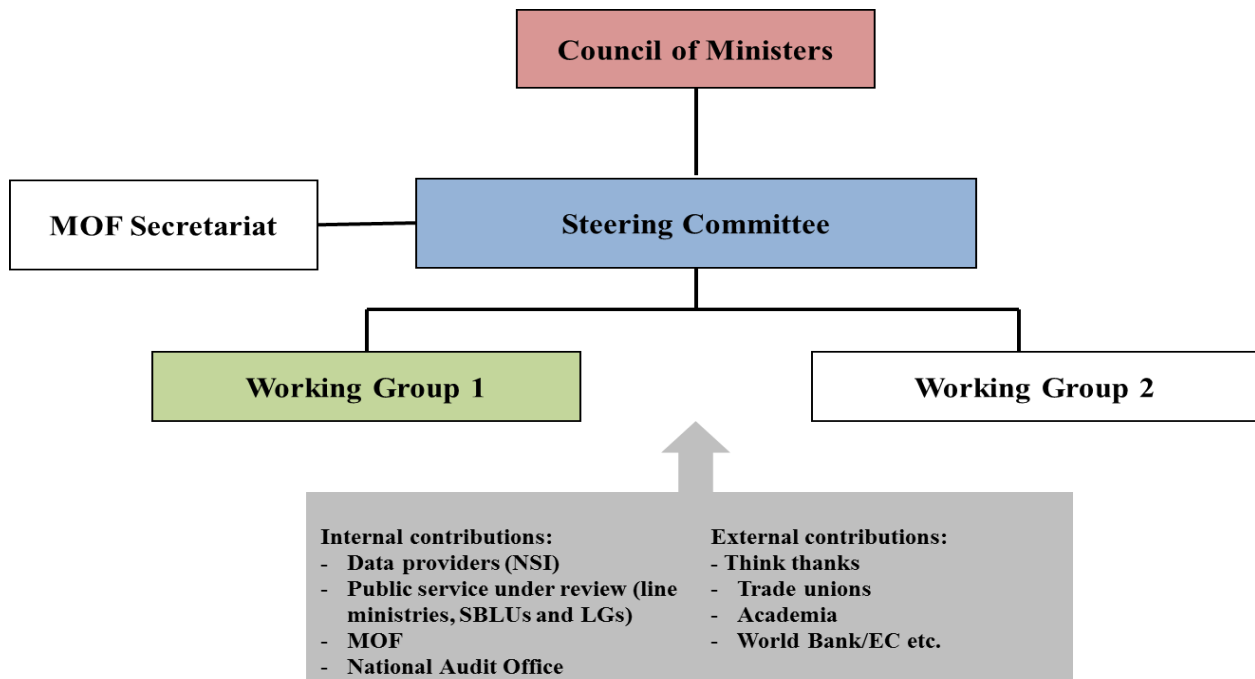 Council of Ministers
MOF Secretariat
Steering Committee
Working Group 1
Working Group 2
Internal contributions:
- Data providers (NSI)
- Public service under review (line
ministries, SBLUs and LGs)
- MOF
- National Audit Office
External contributions:
- Think thanks
- Trade unions
- Academia
- World Bank/EC etc.